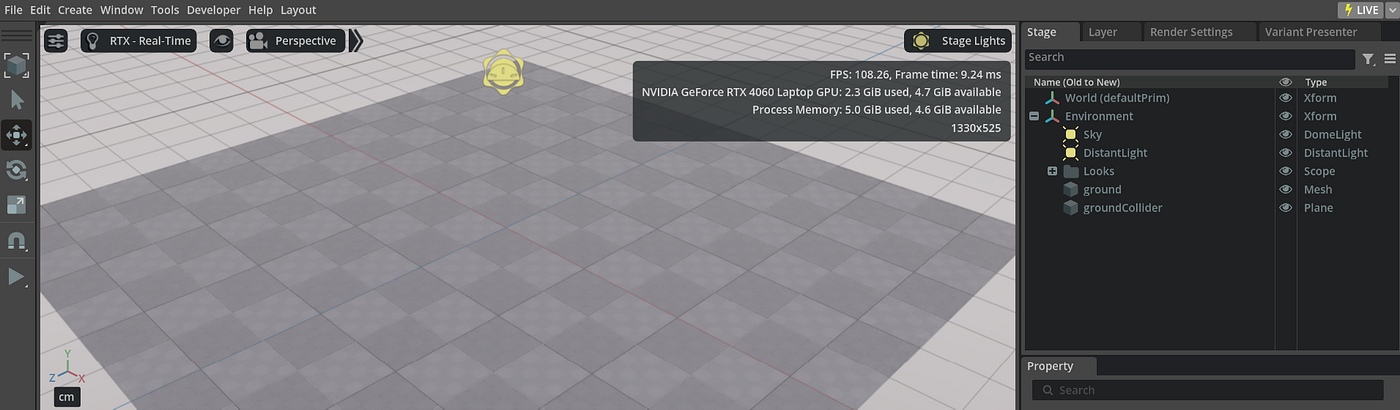 File Edit Create Window Tools Developer Help Layout
LIVE
RTX - Real-Time
Perspective
Stage Lights
FPS: 108.26, Frame time: 9.24 ms
NVIDIA GeForce RTX 4060 Laptop GPU: 2.3 GiB used, 4.7 GiB available
Process Memory: 5.0 GiB used, 4.6 GiB available
1330x525
Y
Z X
cm
Stage Layer Render Settings Variant Presenter
Search
Name (Old to New) Type
World (defaultPrim) Xform
Environment Xform
Sky DomeLight
DistantLight DistantLight
Looks Scope
ground Mesh
groundCollider Plane
Property
Search